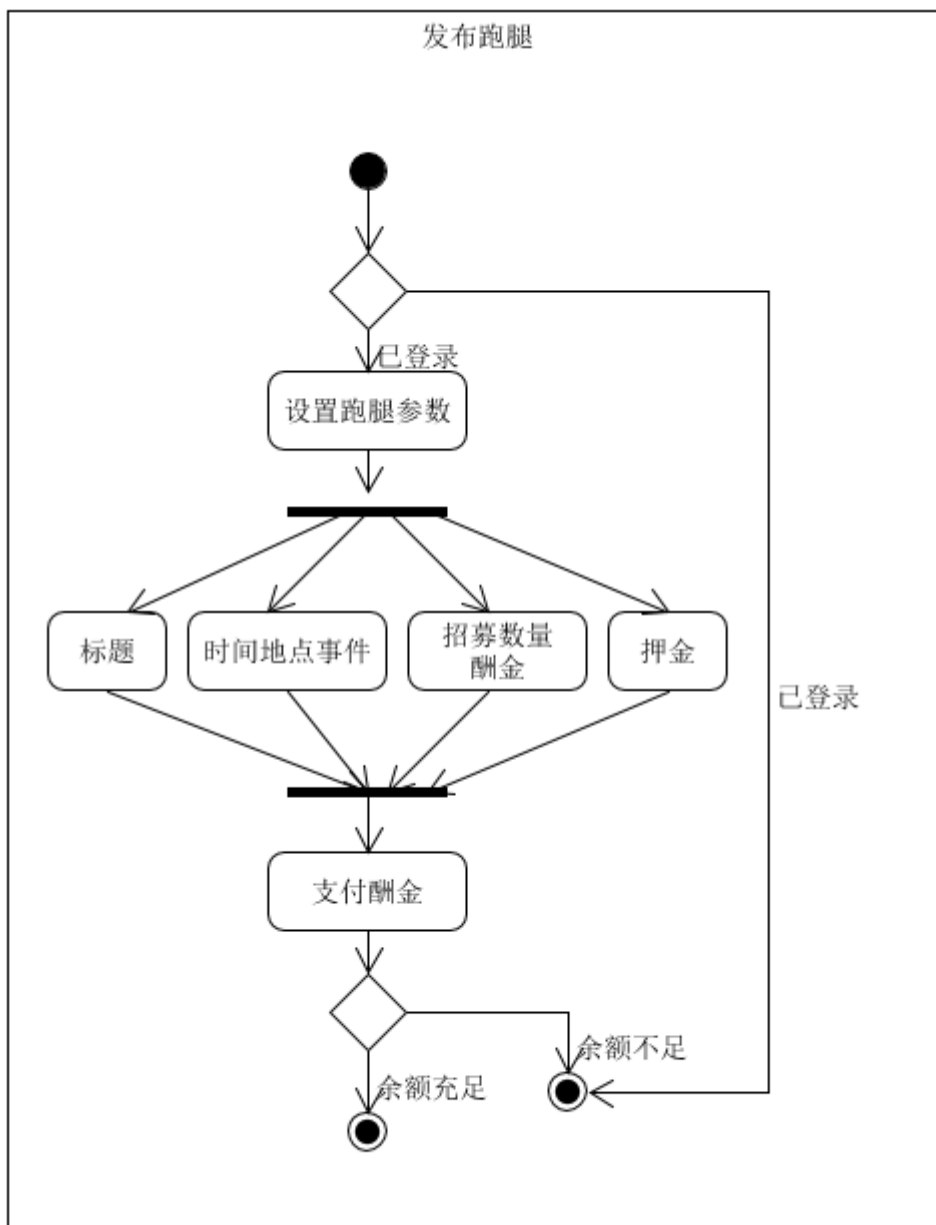 发布跑腿
已登录
设置跑腿参数
标题
时间地点事件
招募数量
酬金
押金
已登录
支付酬金
余额不足
余额充足